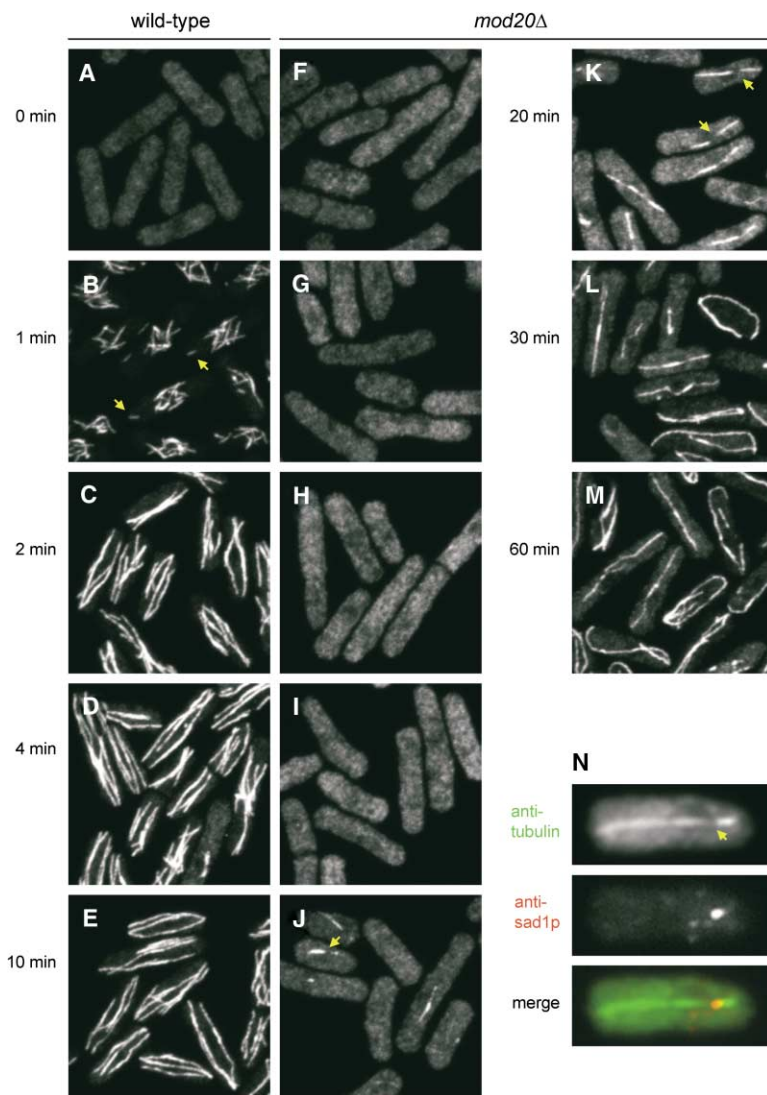 wild-type mod20Δ
A F K
0 min 20 min
B G L
1 min 30 min
C H M
2 min 60 min
D I
4 min
N
anti-
tubulin
E J
anti-
sad1p
10 min
merge